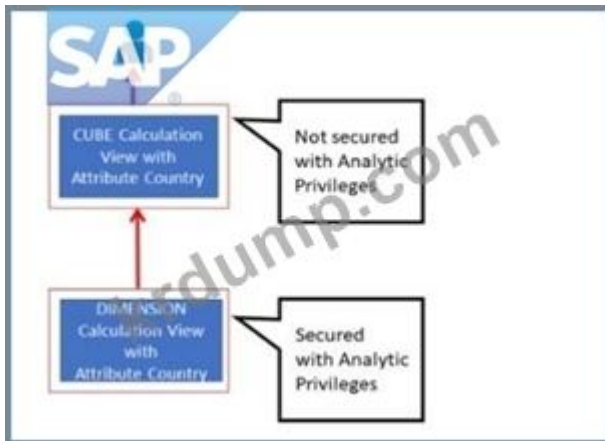 SAP
®
CUBE Calculation
View with
Attribute Country
Not secured
with Analytic
Privileges
DIMENSION
Calculation View
with
Attribute Country
Secured
with Analytic
Privileges